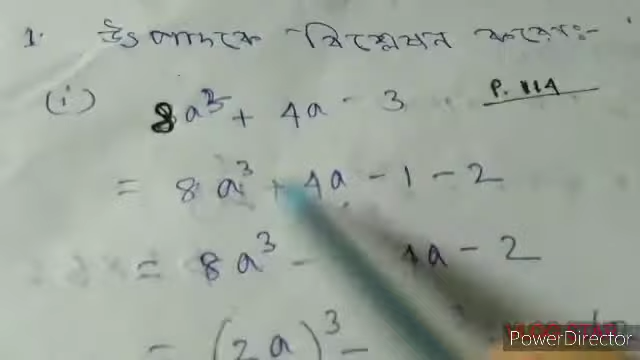 1. উৎপাদকে বিশ্লেষণ করোঃ-
(i) 8a³ + 4a - 3 P. 114
= 8a³ + 4a - 1 - 2
= 8a³ - 4a - 2
= (2a)³ -
PowerDirector